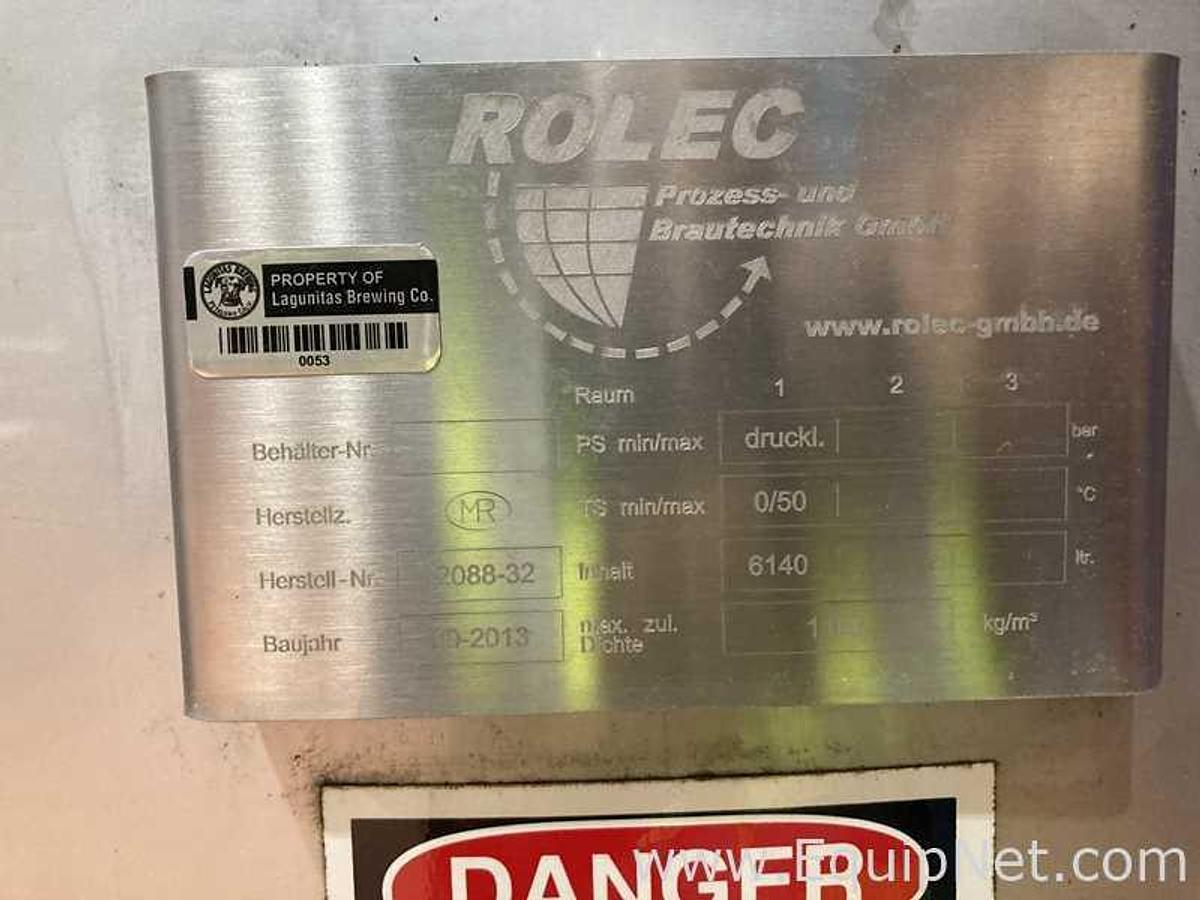 ROLEC
Prozess- und
Brautechnik GmbH
www.rolec-gmbh.de
PROPERTY OF
Lagunitas Brewing Co.
0053
Raum 1 2 3
Behälter-Nr. PS min/max druckl. bar
Herstellz. MR TS min/max 0/50 °C
Herstell-Nr. 2088-32 Inhalt 6140 ltr.
Baujahr -2013 max. zul. kg/m³
Dichte
DANGER
www.EquipNet.com